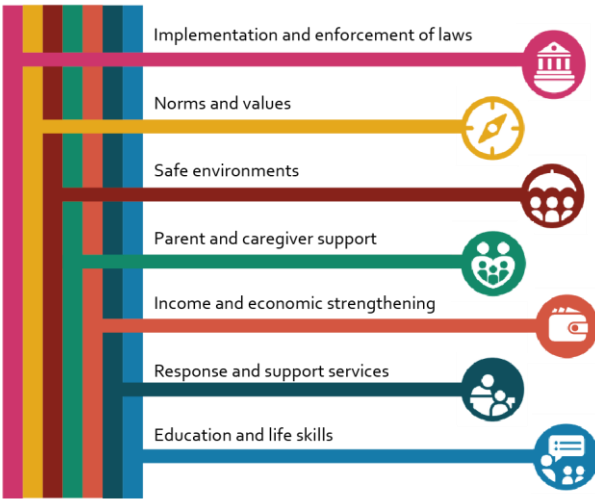 Implementation and enforcement of laws
Norms and values
Safe environments
Parent and caregiver support
Income and economic strengthening
Response and support services
Education and life skills